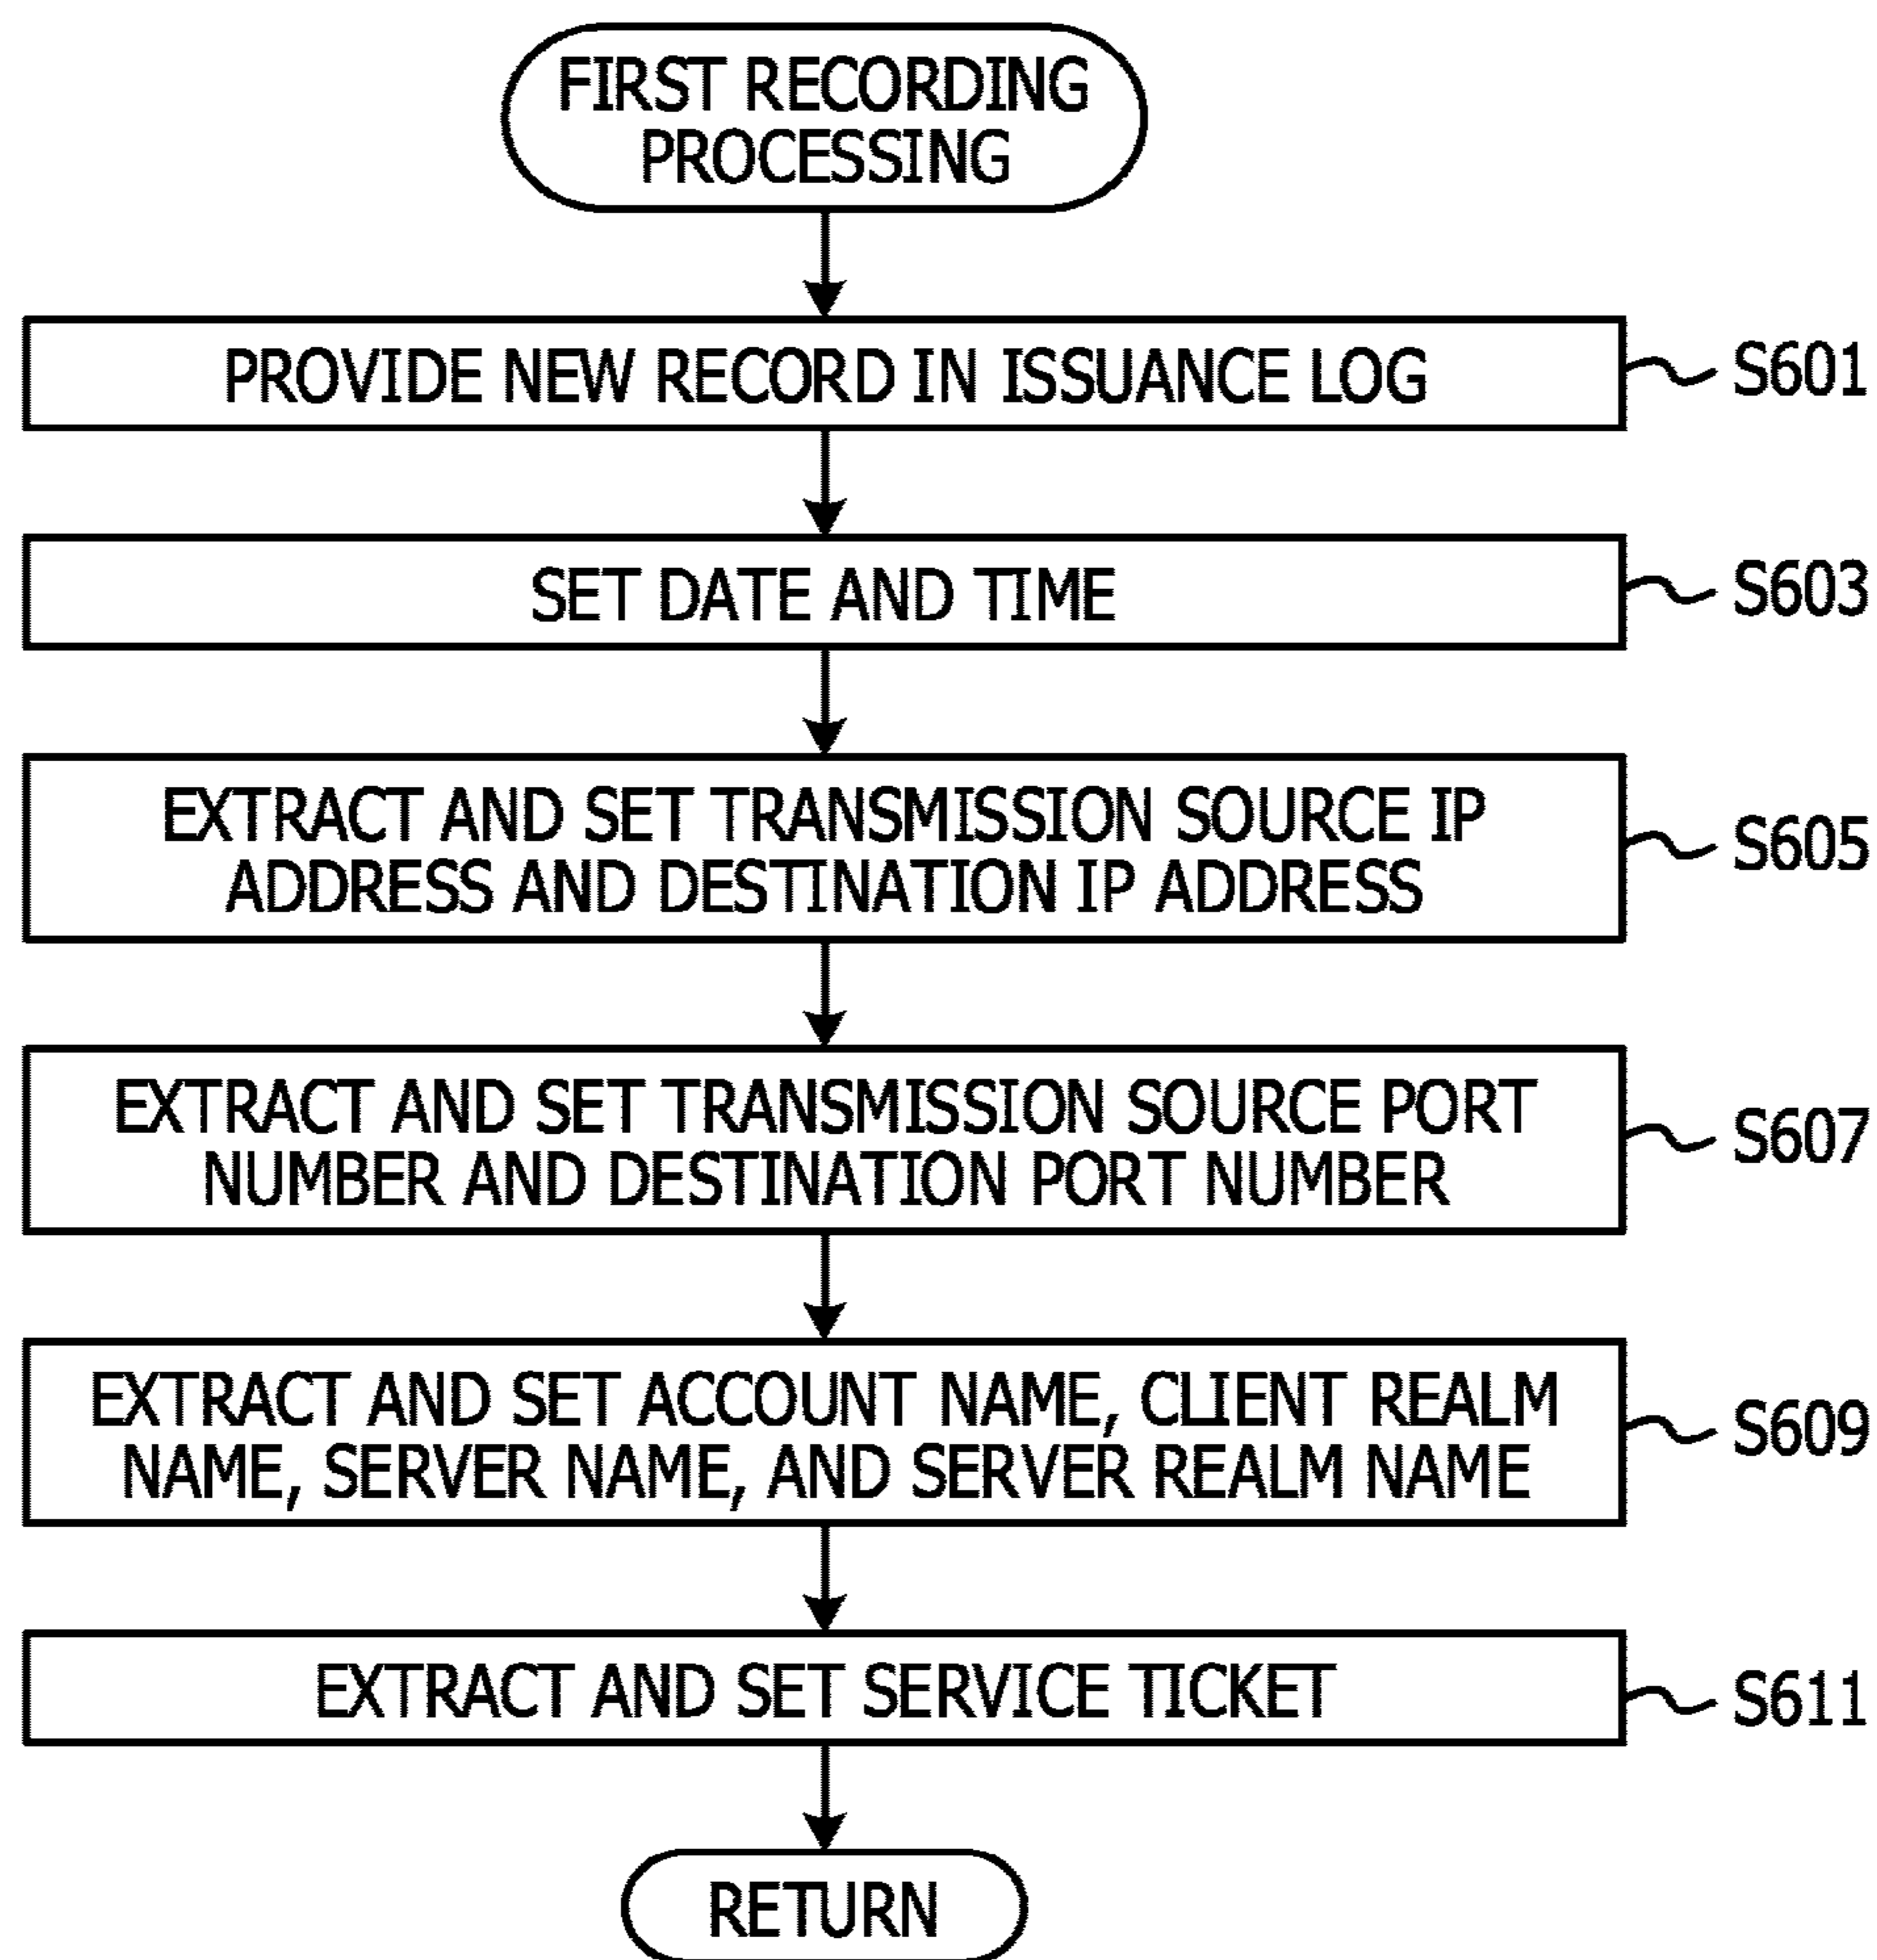 FIRST RECORDING
PROCESSING
PROVIDE NEW RECORD IN ISSUANCE LOG
S601
SET DATE AND TIME
S603
EXTRACT AND SET TRANSMISSION SOURCE IP
ADDRESS AND DESTINATION IP ADDRESS
S605
EXTRACT AND SET TRANSMISSION SOURCE PORT
NUMBER AND DESTINATION PORT NUMBER
S607
EXTRACT AND SET ACCOUNT NAME, CLIENT REALM
NAME, SERVER NAME, AND SERVER REALM NAME
S609
EXTRACT AND SET SERVICE TICKET
S611
RETURN